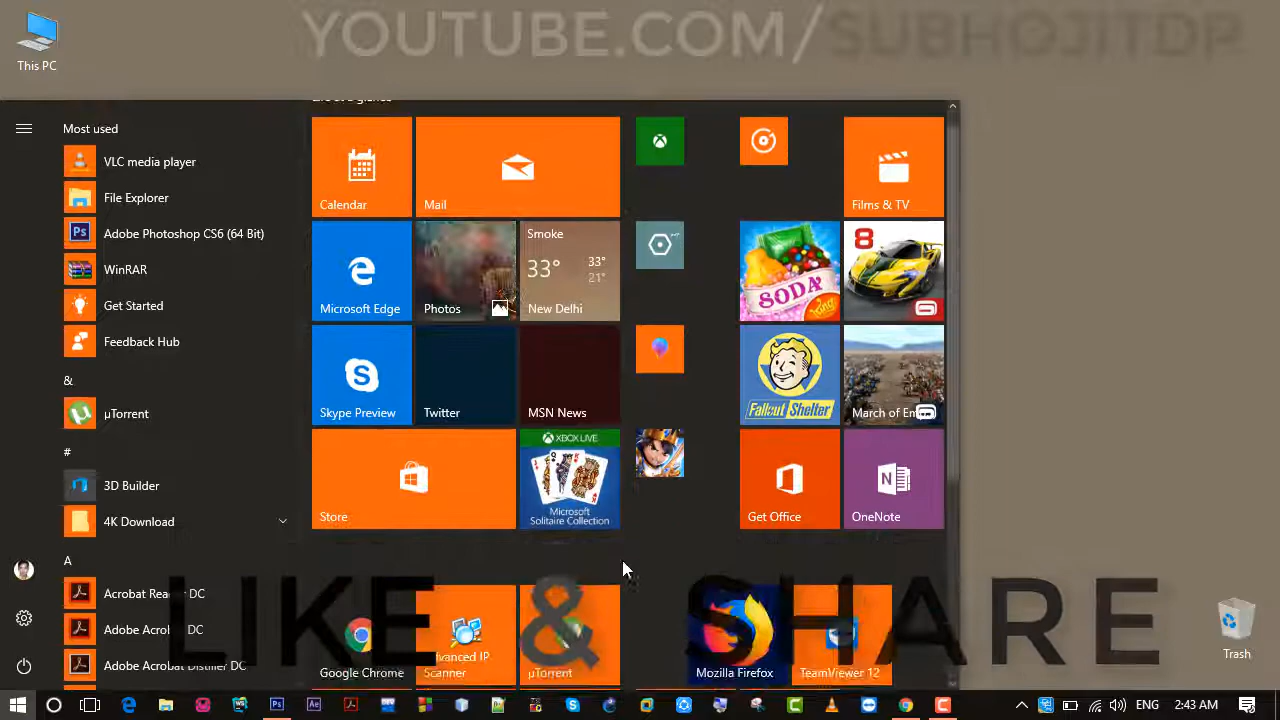 YOUTUBE.COM/SUBHOJITDP
This PC
Most used
VLC media player
File Explorer
Adobe Photoshop CS6 (64 Bit)
WinRAR
Get Started
Feedback Hub
&
µTorrent
#
3D Builder
4K Download
A
Acrobat Reader DC
Adobe Acrobat DC
Adobe Acrobat Distiller DC
Calendar
Mail
Films & TV
Microsoft Edge
Photos
Smoke
33°
33°
21°
New Delhi
SODA
King
8
Skype Preview
Twitter
MSN News
Fallout Shelter
March of Em
Store
XBOX LIVE
Microsoft
Solitaire Collection
Get Office
OneNote
LIKE & SHARE
Google Chrome
Advanced IP
Scanner
µTorrent
Mozilla Firefox
TeamViewer 12
Trash
ENG
2:43 AM